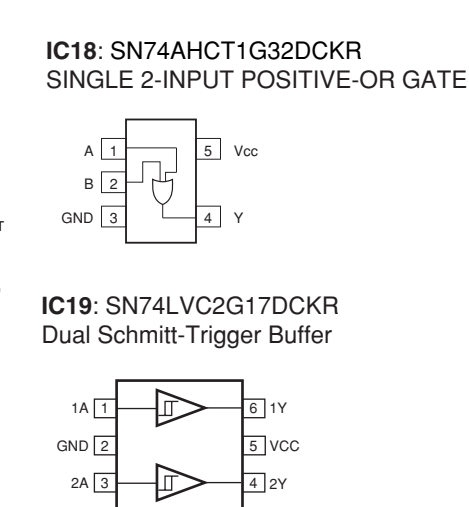 IC18: SN74AHCT1G32DCKR
SINGLE 2-INPUT POSITIVE-OR GATE
A 1 5 Vcc
B 2
GND 3 4 Y
T
IC19: SN74LVC2G17DCKR
Dual Schmitt-Trigger Buffer
1A 1 6 1Y
GND 2 5 VCC
2A 3 4 2Y